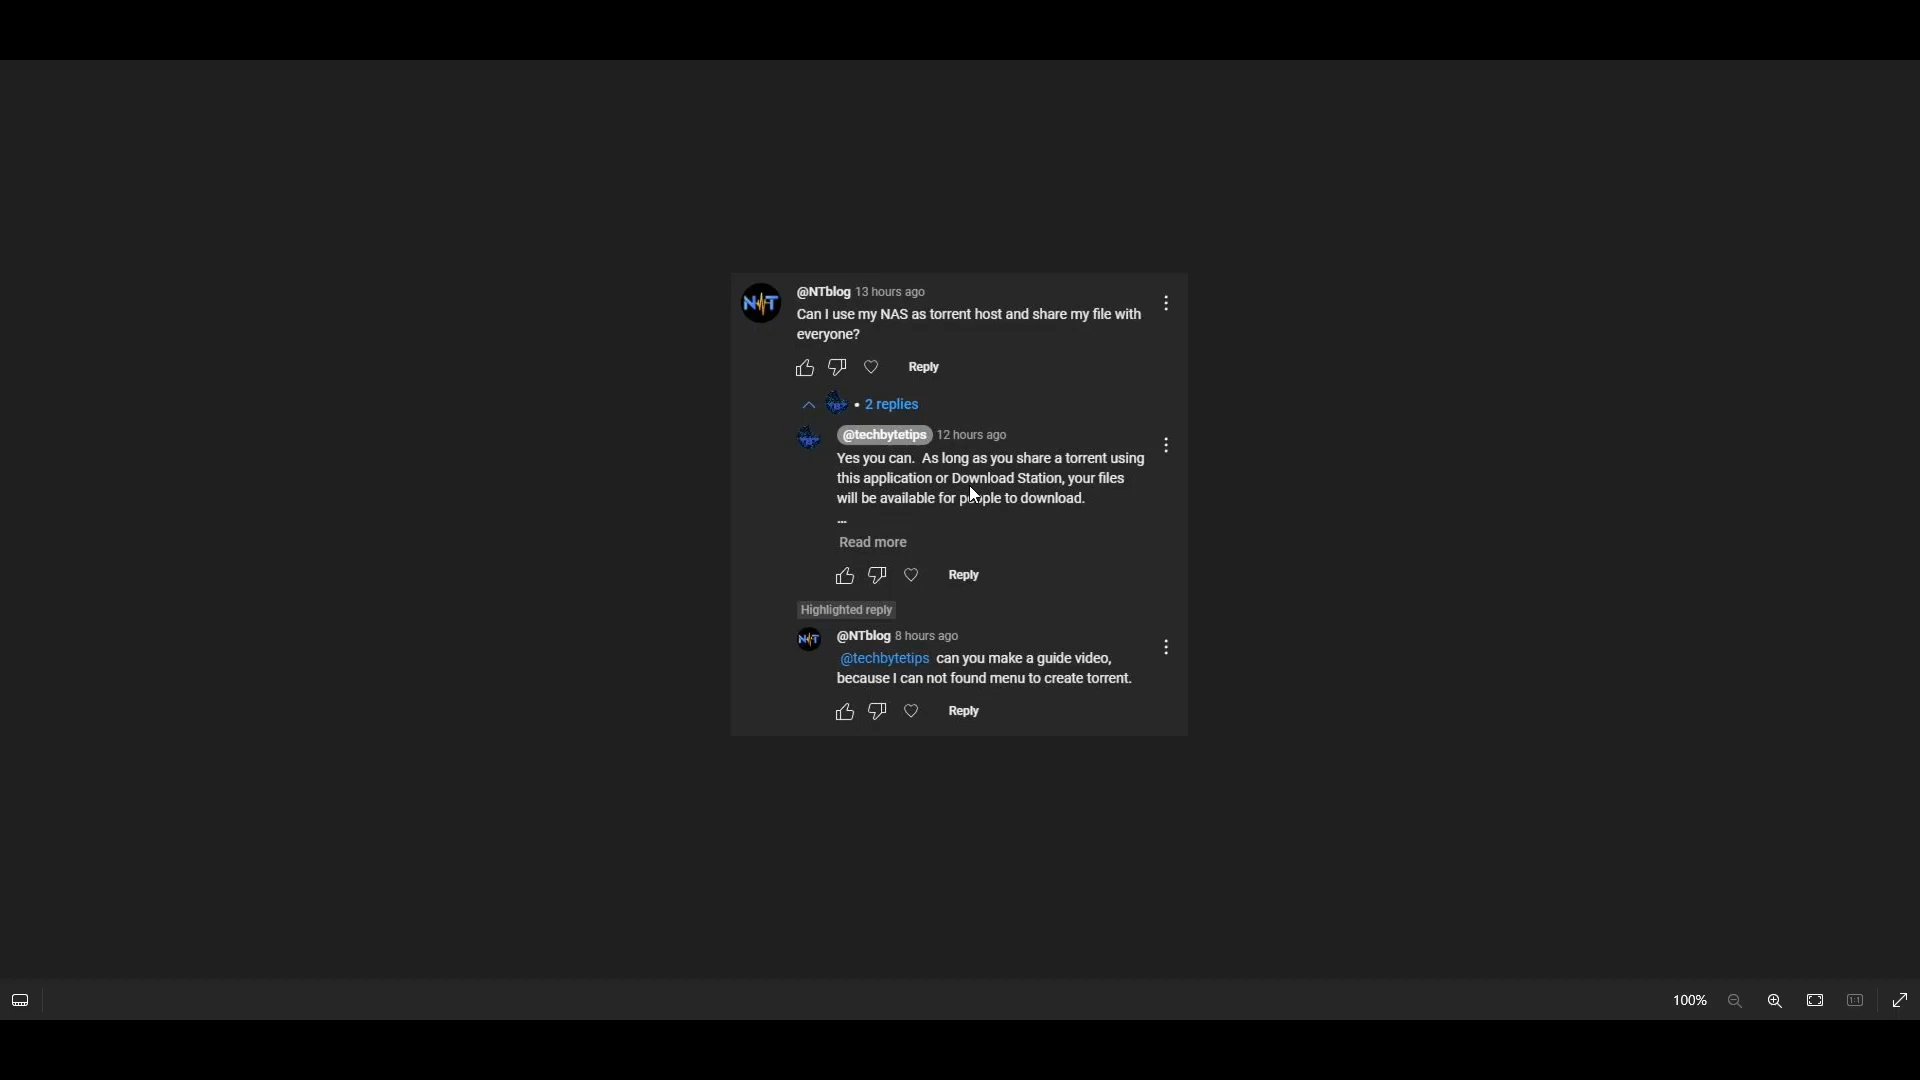 @NTblog 13 hours ago
Can I use my NAS as torrent host and share my file with
everyone?
Reply
• 2 replies
@techbytetips 12 hours ago
Yes you can. As long as you share a torrent using
this application or Download Station, your files
will be available for people to download.
...
Read more
Reply
Highlighted reply
@NTblog 8 hours ago
@techbytetips can you make a guide video,
because I can not found menu to create torrent.
Reply
100%